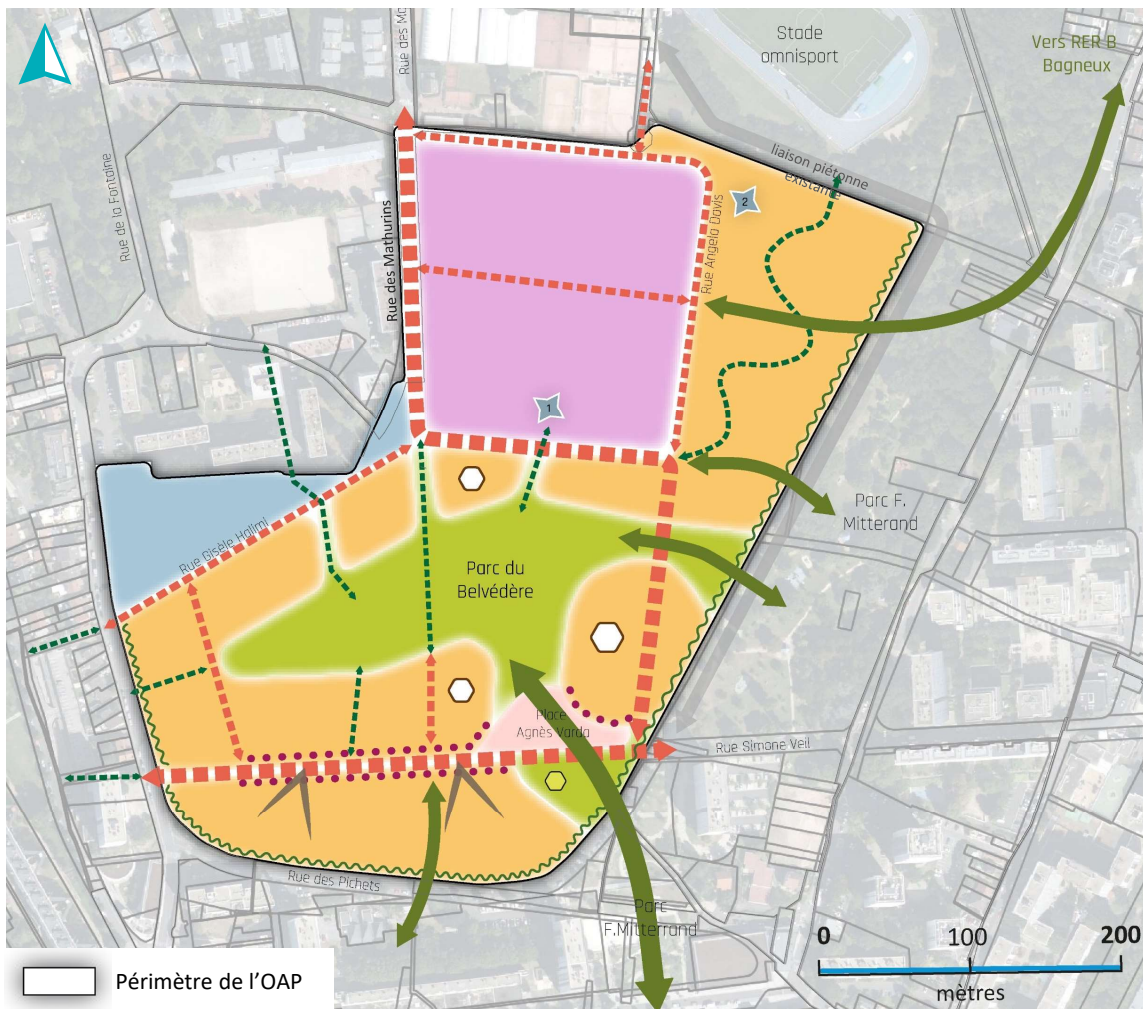 Rue des Mo
Stade
omnisport
Vers RER B
Bagneux
liaison piétonne
existante
Rue de la Fontaine
Rue des Mathurins
Rue Angela Davis
2
1
Parc F.
Mitterand
Rue Gisèle Halimi
Parc du
Belvédère
Place
Agnès Varda
Rue Simone Veil
Rue des Pichets
Parc
F.Mitterrand
0 100 200
mètres
Périmètre de l'OAP